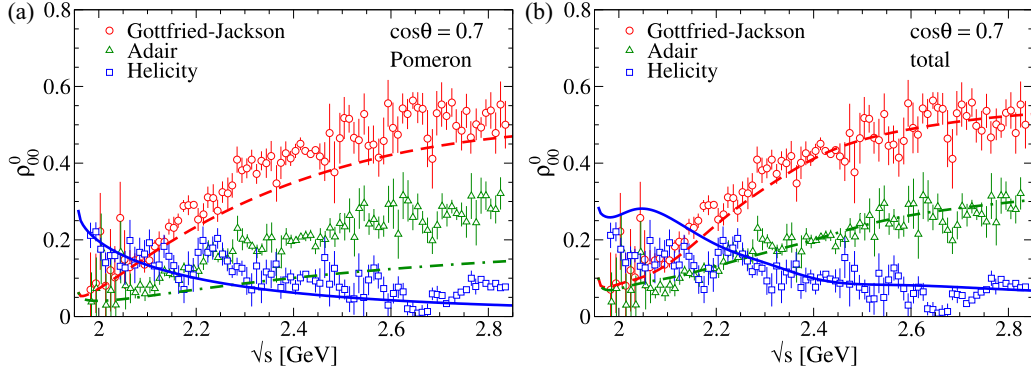 (a)
0.8
0.6
0.4
0.2
0
ρ⁰₀₀
Gottfried-Jackson
Adair
Helicity
cosθ = 0.7
Pomeron
2 2.2 2.4 2.6 2.8
√s [GeV]
(b)
0.8
0.6
0.4
0.2
0
ρ⁰₀₀
Gottfried-Jackson
Adair
Helicity
cosθ = 0.7
total
2 2.2 2.4 2.6 2.8
√s [GeV]